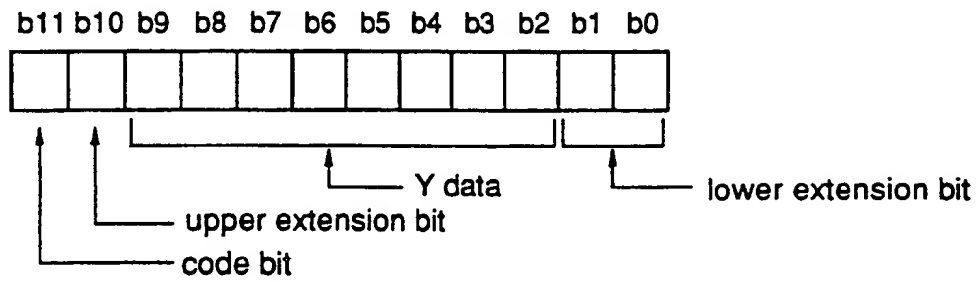 b11 b10 b9 b8 b7 b6 b5 b4 b3 b2 b1 b0
Y data
lower extension bit
upper extension bit
code bit